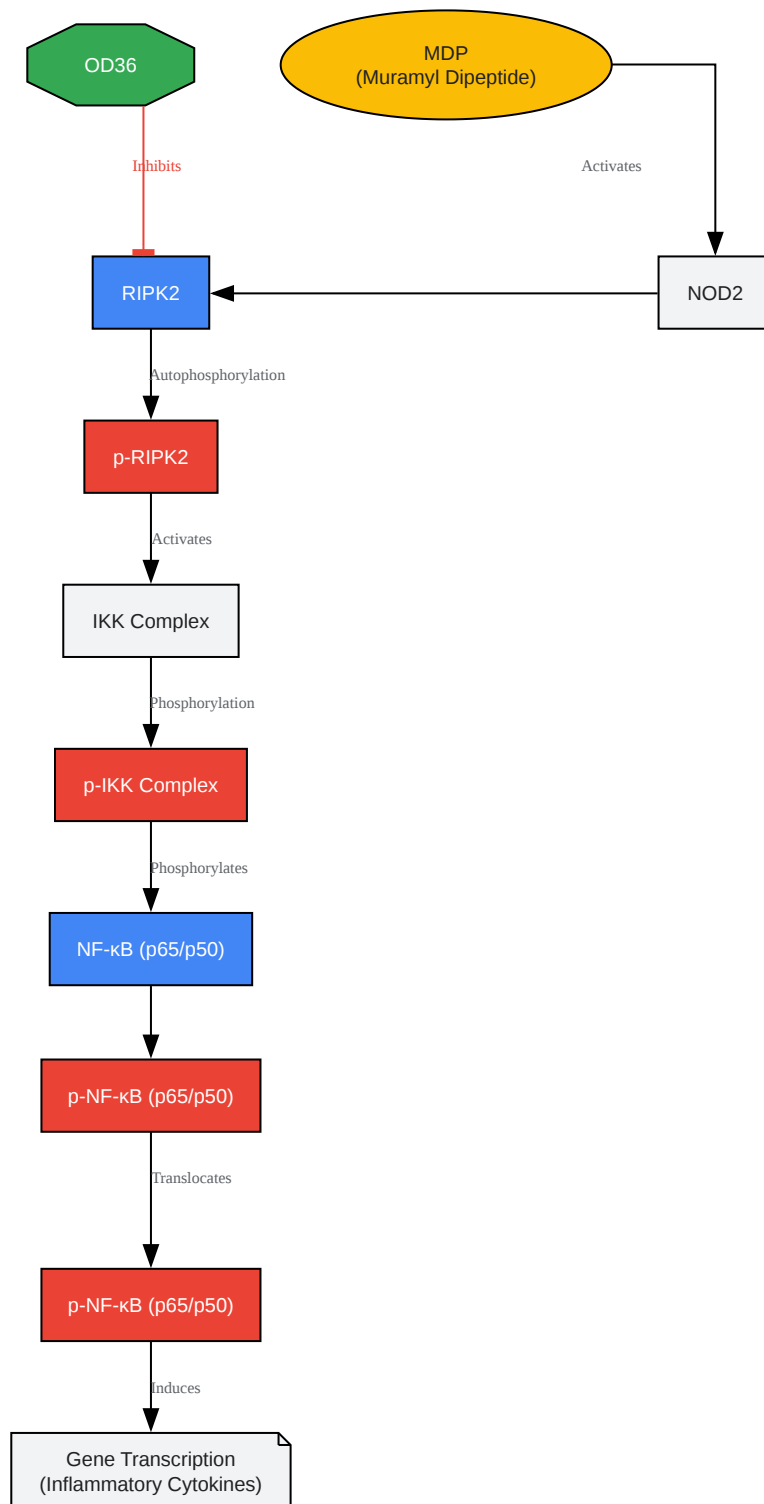 OD36
MDP
(Muramyl Dipeptide)
Inhibits
Activates
RIPK2
NOD2
Autophosphorylation
p-RIPK2
Activates
IKK Complex
Phosphorylation
p-IKK Complex
Phosphorylates
NF-κB (p65/p50)
p-NF-κB (p65/p50)
Translocates
p-NF-κB (p65/p50)
Induces
Gene Transcription
(Inflammatory Cytokines)